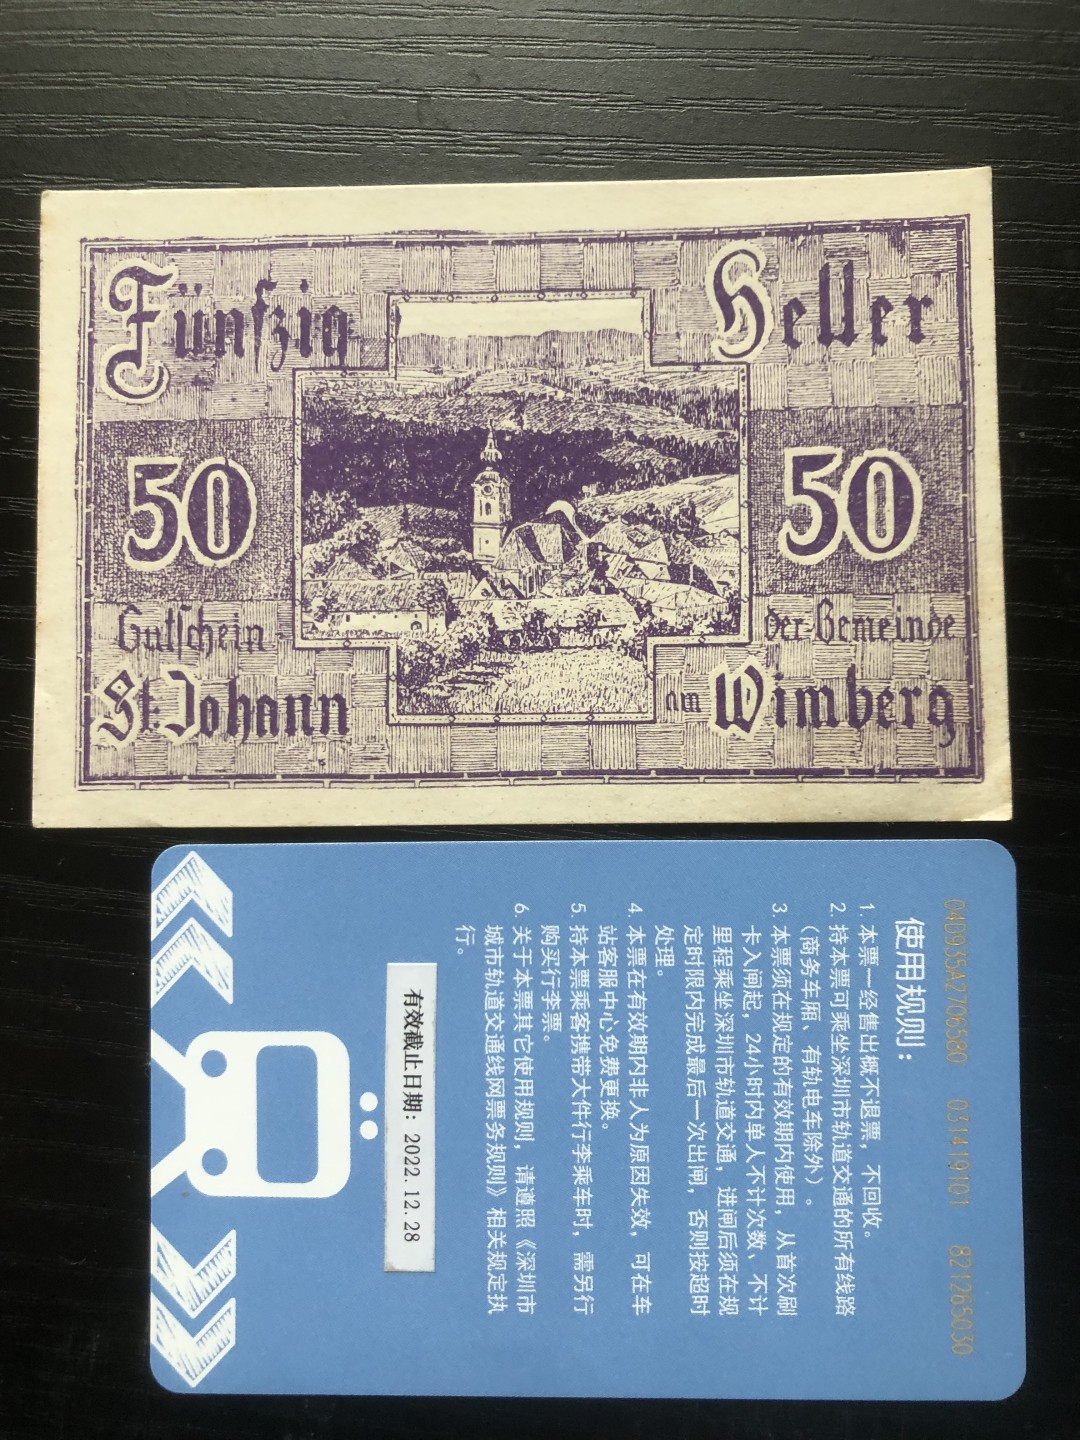 Fünfzig Heller
50 50
Gutschein der Gemeinde
St. Johann am Wimberg
04D935A2706580 031419101 821265030
使用规则：
1. 本票一经售出概不退票，不回收。
2. 持本票可乘坐深圳市轨道交通的所有线路
（商务车厢、有轨电车除外）。
3. 本票须在规定的有效期内使用，从首次刷
卡入闸起，24小时内单人不计次数、不计
里程乘坐深圳市轨道交通，进闸后须在规
定时限内完成最后一次出闸，否则按超时
处理。
4. 本票在有效期内非人为原因失效，可在车
站客服中心免费更换。
5. 持本票乘客携带大件行李乘车时，需另行
购买行李票。
6. 关于本票其它使用规则，请遵照《深圳市
城市轨道交通线网票务规则》相关规定执
行。
有效截止日期：2022.12.28